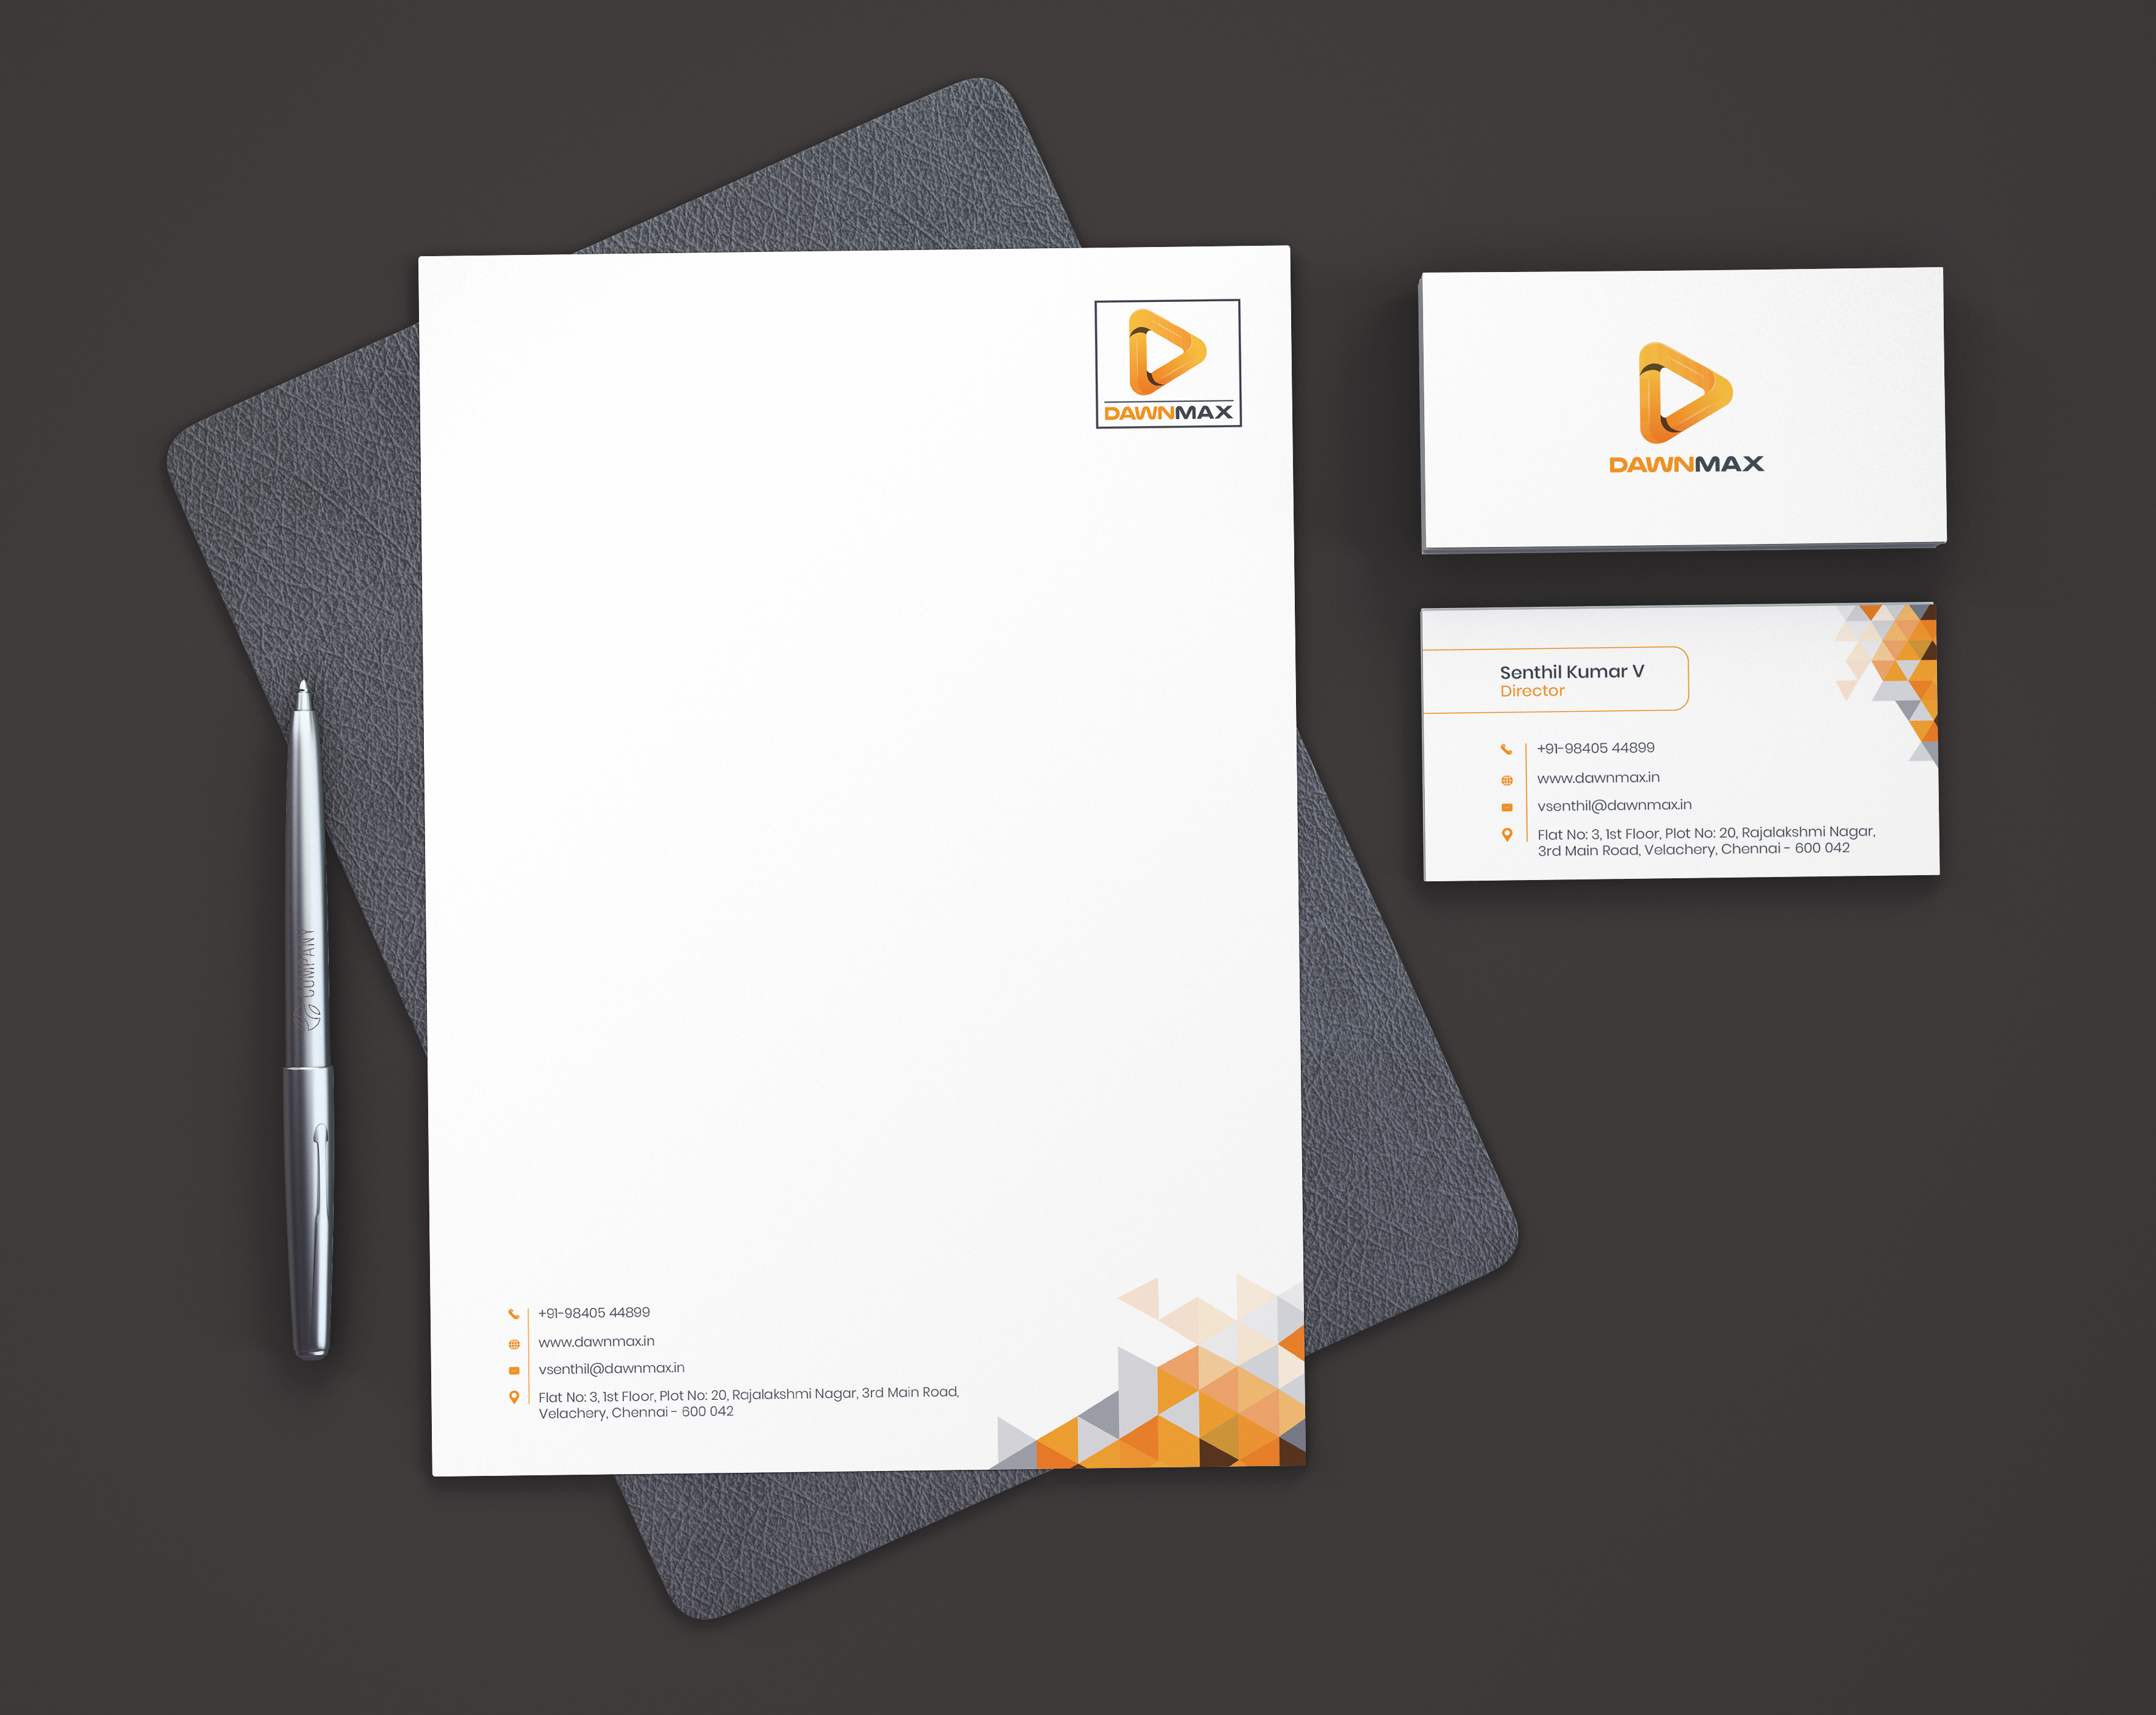 DAWNMAX
+91-98405 44899
www.dawnmax.in
vsenthil@dawnmax.in
Flat No: 3, 1st Floor, Plot No: 20, Rajalakshmi Nagar, 3rd Main Road,
Velachery, Chennai - 600 042
COMPANY
DAWNMAX
Senthil Kumar V
Director
+91-98405 44899
www.dawnmax.in
vsenthil@dawnmax.in
Flat No: 3, 1st Floor, Plot No: 20, Rajalakshmi Nagar,
3rd Main Road, Velachery, Chennai - 600 042